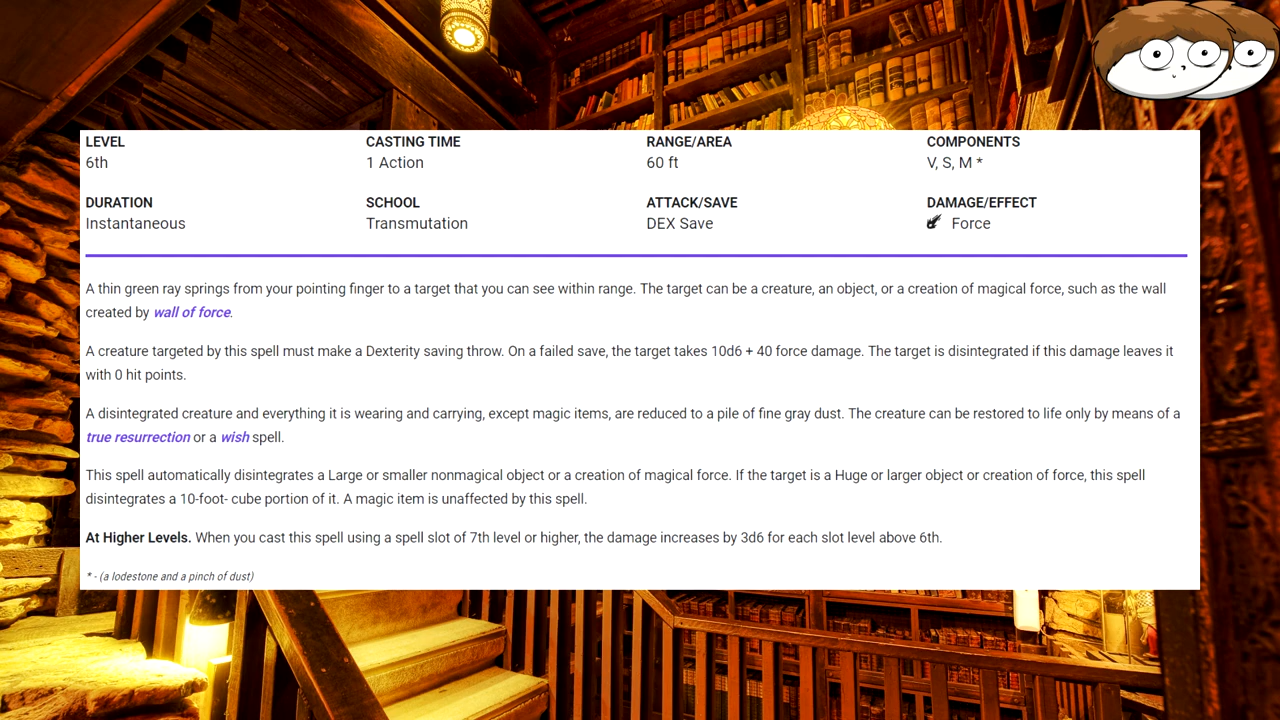 LEVEL CASTING TIME RANGE/AREA COMPONENTS
6th 1 Action 60 ft V, S, M *
DURATION SCHOOL ATTACK/SAVE DAMAGE/EFFECT
Instantaneous Transmutation DEX Save Force
A thin green ray springs from your pointing finger to a target that you can see within range. The target can be a creature, an object, or a creation of magical force, such as the wall
created by wall of force.
A creature targeted by this spell must make a Dexterity saving throw. On a failed save, the target takes 10d6 + 40 force damage. The target is disintegrated if this damage leaves it
with 0 hit points.
A disintegrated creature and everything it is wearing and carrying, except magic items, are reduced to a pile of fine gray dust. The creature can be restored to life only by means of a
true resurrection or a wish spell.
This spell automatically disintegrates a Large or smaller nonmagical object or a creation of magical force. If the target is a Huge or larger object or creation of force, this spell
disintegrates a 10-foot- cube portion of it. A magic item is unaffected by this spell.
At Higher Levels. When you cast this spell using a spell slot of 7th level or higher, the damage increases by 3d6 for each slot level above 6th.
* - (a lodestone and a pinch of dust)